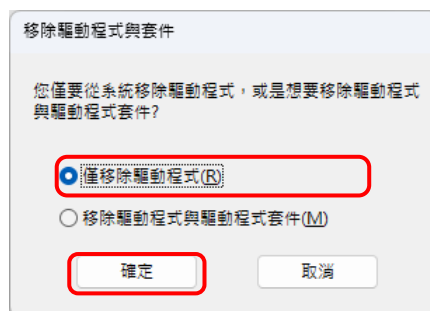 移除驅動程式與套件
您僅要從系統移除驅動程式，或是想要移除驅動程式
與驅動程式套件?
僅移除驅動程式(R)
移除驅動程式與驅動程式套件(M)
確定
取消